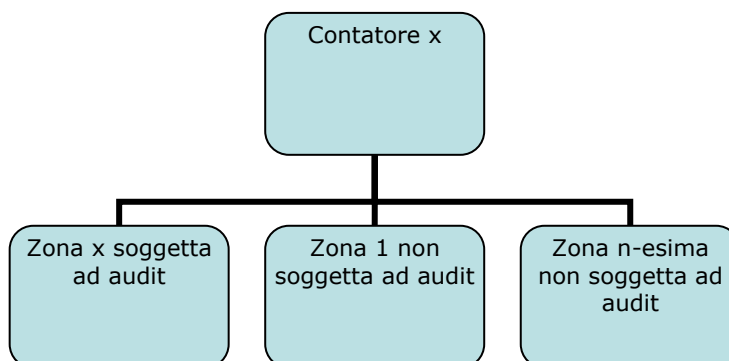 Contatore x
Zona x soggetta
ad audit
Zona 1 non
soggetta ad audit
Zona n-esima
non soggetta ad
audit